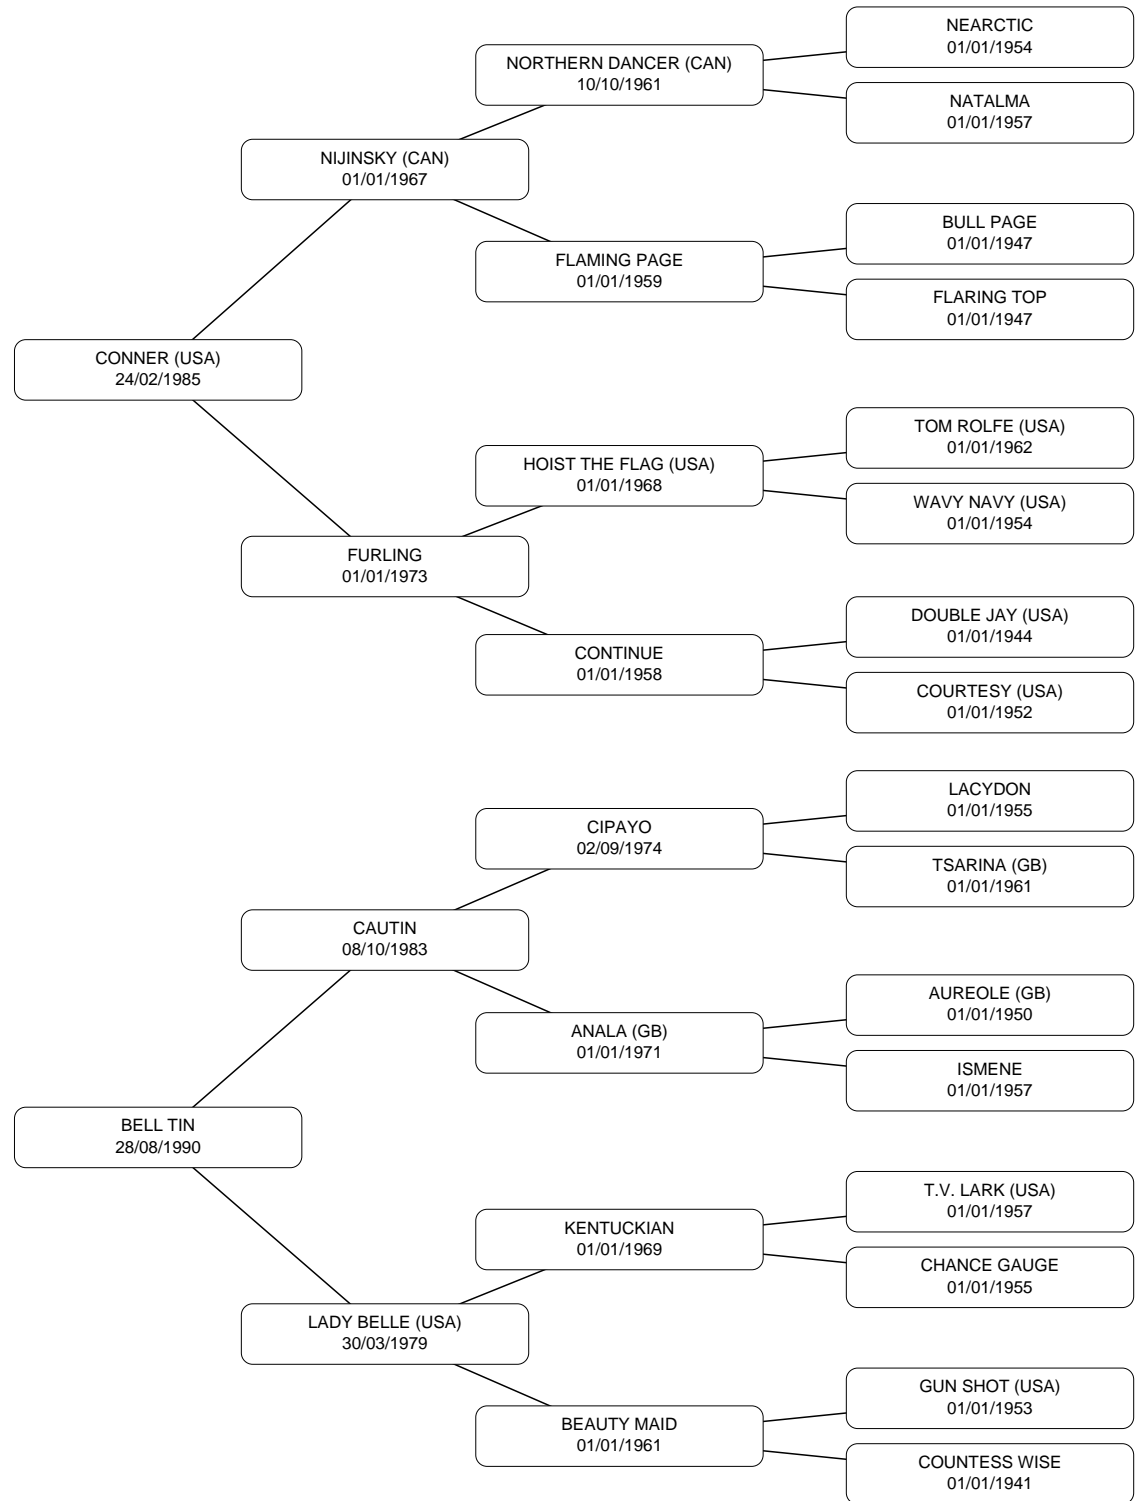 NEARCTIC
01/01/1954
NORTHERN DANCER (CAN)
10/10/1961
NATALMA
01/01/1957
NIJINSKY (CAN)
01/01/1967
BULL PAGE
01/01/1947
FLAMING PAGE
01/01/1959
FLARING TOP
01/01/1947
CONNER (USA)
24/02/1985
TOM ROLFE (USA)
01/01/1962
HOIST THE FLAG (USA)
01/01/1968
WAVY NAVY (USA)
01/01/1954
FURLING
01/01/1973
DOUBLE JAY (USA)
01/01/1944
CONTINUE
01/01/1958
COURTESY (USA)
01/01/1952
LACYDON
01/01/1955
CIPAYO
02/09/1974
TSARINA (GB)
01/01/1961
CAUTIN
08/10/1983
AUREOLE (GB)
01/01/1950
ANALA (GB)
01/01/1971
ISMENE
01/01/1957
BELL TIN
28/08/1990
T.V. LARK (USA)
01/01/1957
KENTUCKIAN
01/01/1969
CHANCE GAUGE
01/01/1955
LADY BELLE (USA)
30/03/1979
GUN SHOT (USA)
01/01/1953
BEAUTY MAID
01/01/1961
COUNTESS WISE
01/01/1941